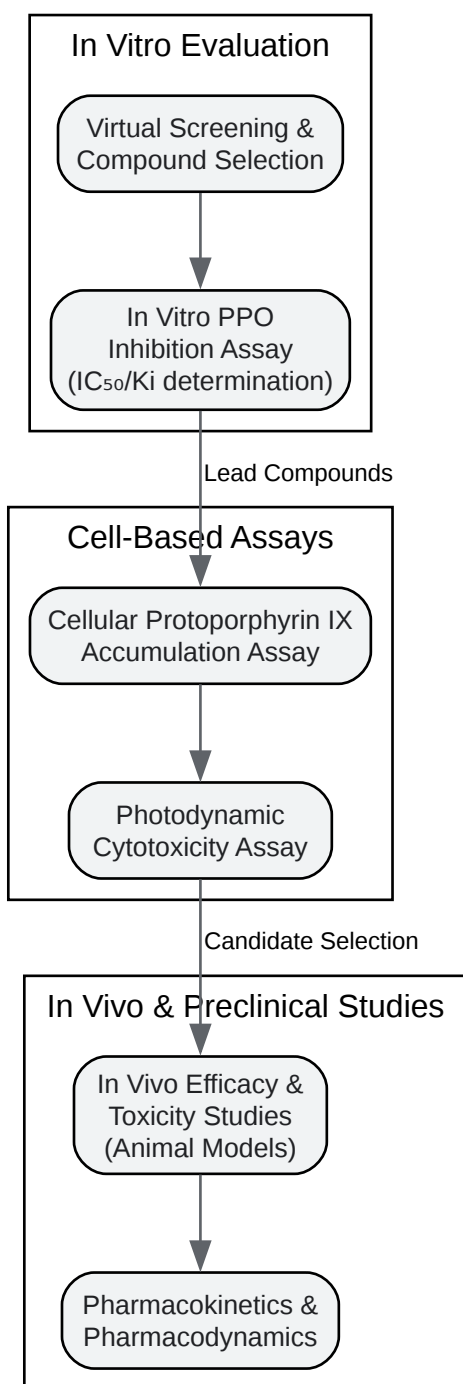 In Vitro Evaluation
Virtual Screening &
Compound Selection
In Vitro PPO
Inhibition Assay
(IC₅₀/Ki determination)
Lead Compounds
Cell-Based Assays
Cellular Protoporphyrin IX
Accumulation Assay
Photodynamic
Cytotoxicity Assay
Candidate Selection
In Vivo & Preclinical Studies
In Vivo Efficacy &
Toxicity Studies
(Animal Models)
Pharmacokinetics &
Pharmacodynamics